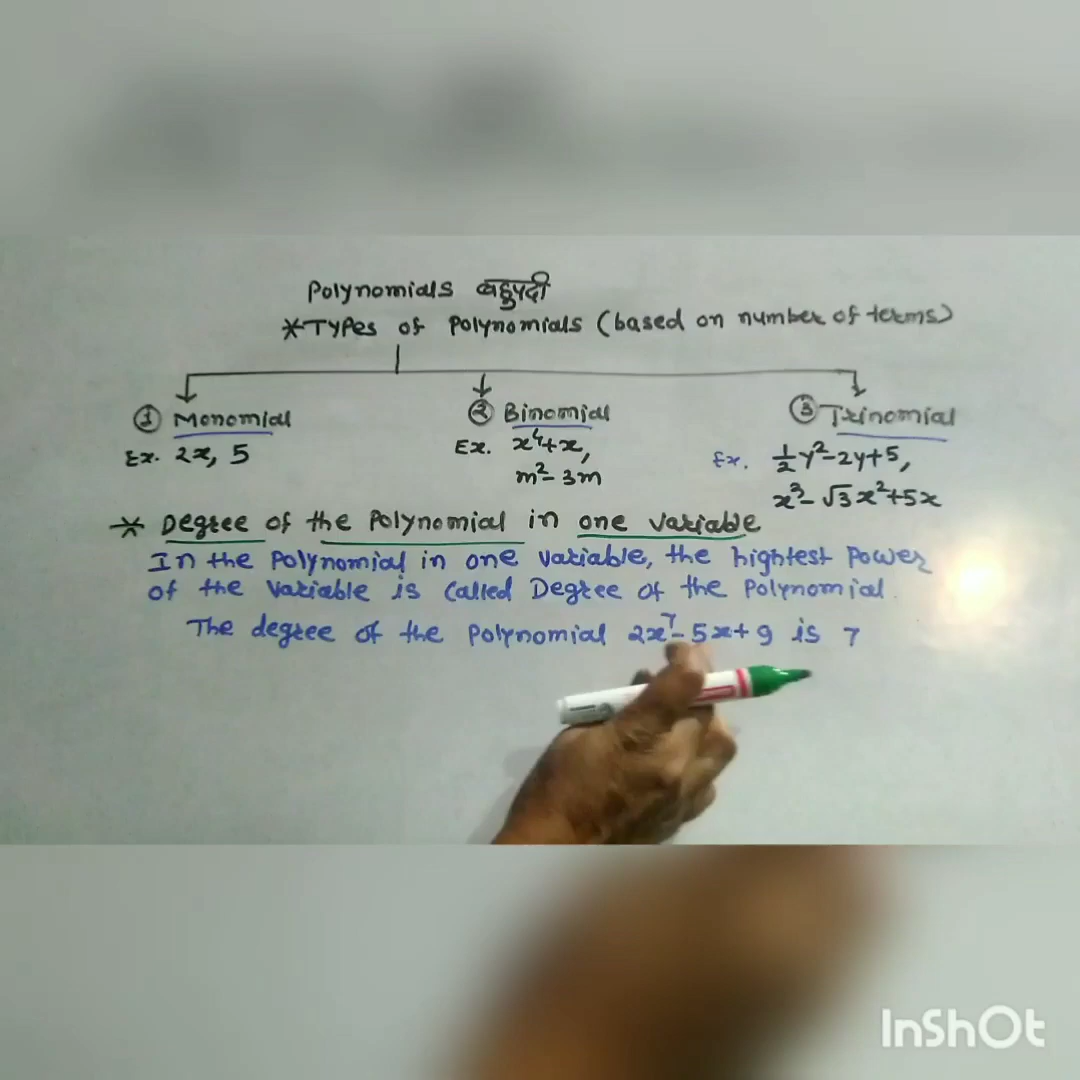 Polynomials बहुपदी
*Types of Polynomials (based on number of terms)
① Monomial ② Binomial ③ Trinomial
Ex. 2x, 5 Ex. x⁴+x, Ex. ½y²-2y+5,
m²-3m x³-√3x²+5x
* Degree of the Polynomial in one variable
In the Polynomial in one variable, the hightest Power
of the variable is called Degree of the Polynomial.
The degree of the Polynomial 2x⁷-5x+9 is 7
InShOt